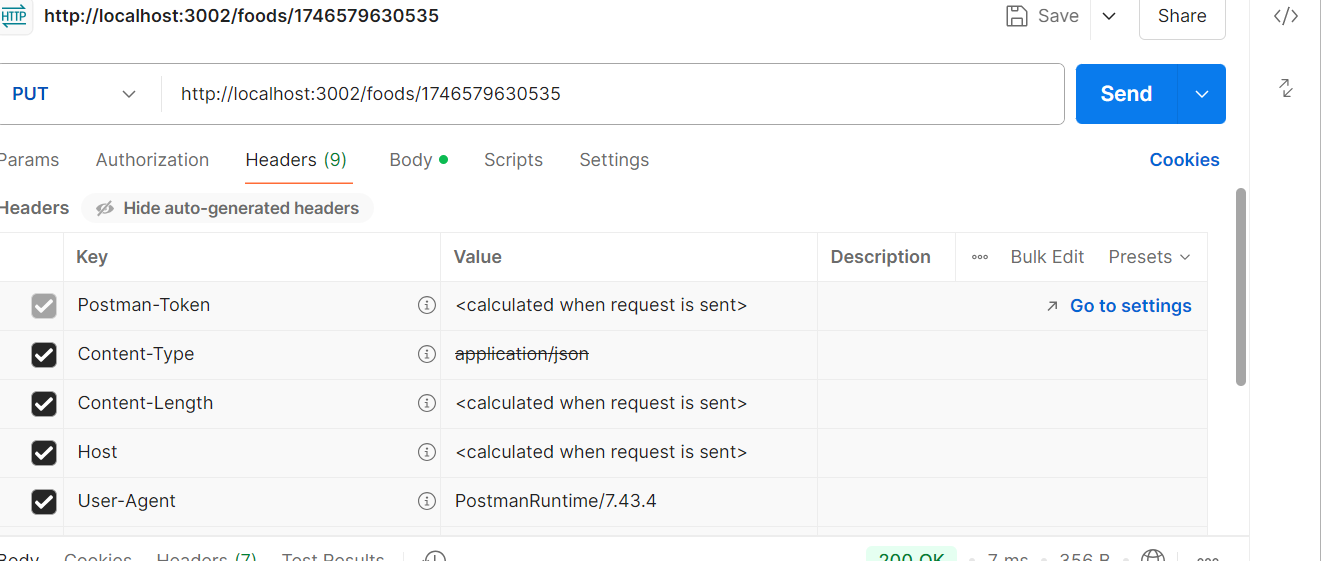 HTTP http://localhost:3002/foods/1746579630535 Save Share
PUT http://localhost:3002/foods/1746579630535 Send
Params Authorization Headers (9) Body Scripts Settings Cookies
Headers Hide auto-generated headers
Key Value Description Bulk Edit Presets
Postman-Token <calculated when request is sent> Go to settings
Content-Type application/json
Content-Length <calculated when request is sent>
Host <calculated when request is sent>
User-Agent PostmanRuntime/7.43.4
Body Cookies Headers (7) Test Results 200 OK 7 ms 356 B